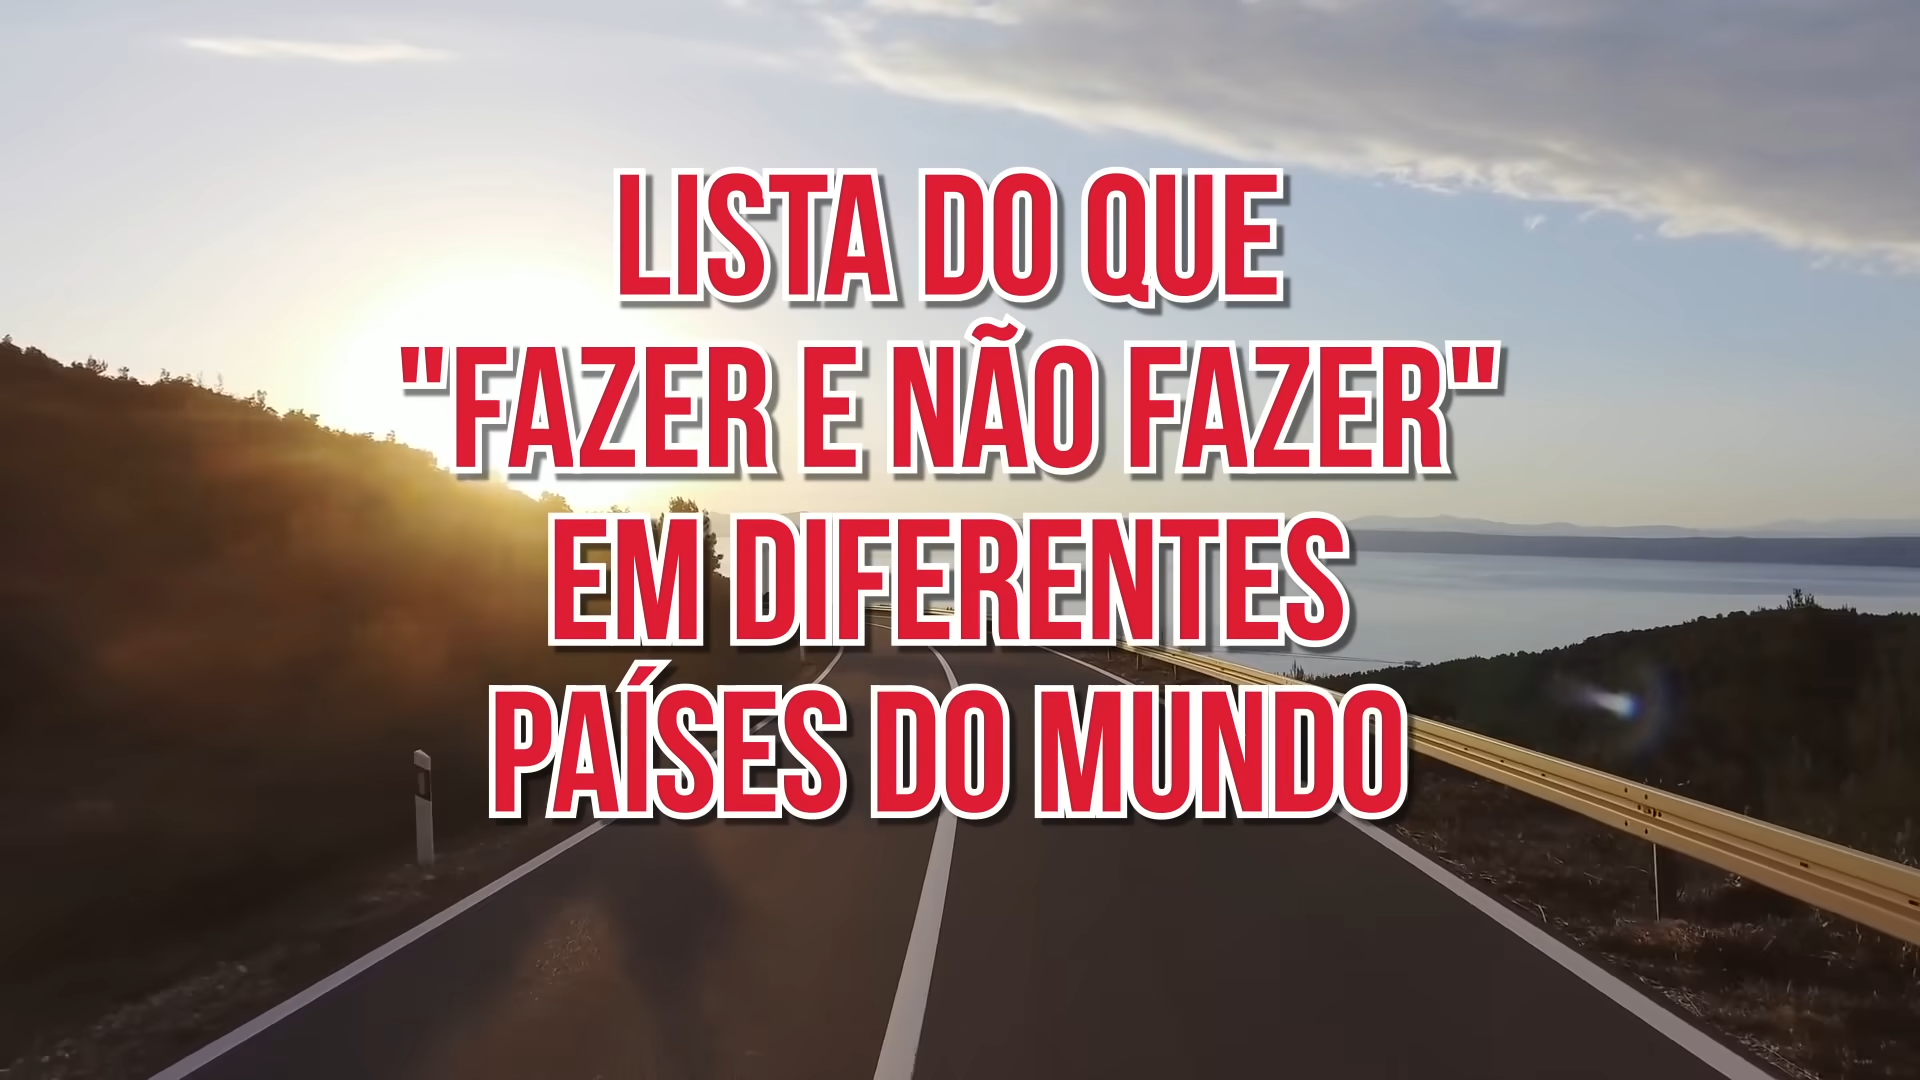 LISTA DO QUE
"FAZER E NÃO FAZER"
EM DIFERENTES
PAÍSES DO MUNDO